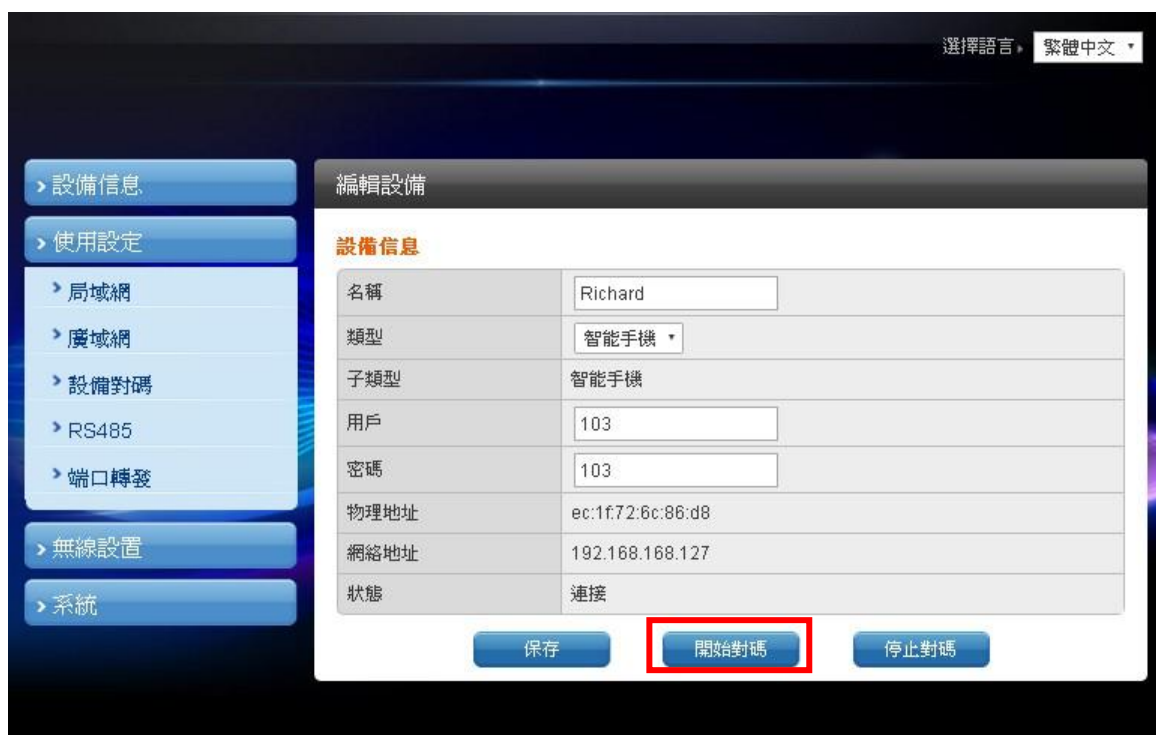 選擇語言 繁體中文
設備信息
使用設定
局域網
廣域網
設備對碼
RS485
端口轉發
無線設置
系統
編輯設備
設備信息
名稱 Richard
類型 智能手機
子類型 智能手機
用戶 103
密碼 103
物理地址 ec:1f:72:6c:86:d8
網絡地址 192.168.168.127
狀態 連接
保存 開始對碼 停止對碼